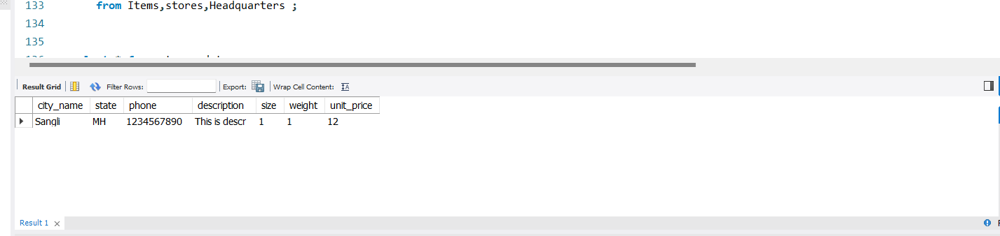 133 from Items,stores,Headquarters ;
134
135
Result Grid Filter Rows: Export: Wrap Cell Content:
city_name state phone description size weight unit_price
Sangli MH 1234567890 This is descr 1 1 12
Result 1